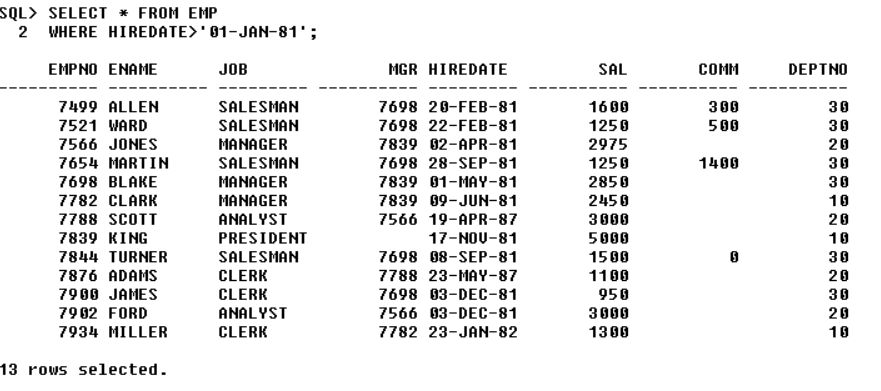 SQL> SELECT * FROM EMP
2 WHERE HIREDATE>'01-JAN-81';
EMPNO ENAME JOB MGR HIREDATE SAL COMM DEPTNO
---------- ---------- --------- ---------- --------- ---------- ---------- ----------
7499 ALLEN SALESMAN 7698 20-FEB-81 1600 300 30
7521 WARD SALESMAN 7698 22-FEB-81 1250 500 30
7566 JONES MANAGER 7839 02-APR-81 2975 20
7654 MARTIN SALESMAN 7698 28-SEP-81 1250 1400 30
7698 BLAKE MANAGER 7839 01-MAY-81 2850 30
7782 CLARK MANAGER 7839 09-JUN-81 2450 10
7788 SCOTT ANALYST 7566 19-APR-87 3000 20
7839 KING PRESIDENT 17-NOV-81 5000 10
7844 TURNER SALESMAN 7698 08-SEP-81 1500 0 30
7876 ADAMS CLERK 7788 23-MAY-87 1100 20
7900 JAMES CLERK 7698 03-DEC-81 950 30
7902 FORD ANALYST 7566 03-DEC-81 3000 20
7934 MILLER CLERK 7782 23-JAN-82 1300 10
13 rows selected.